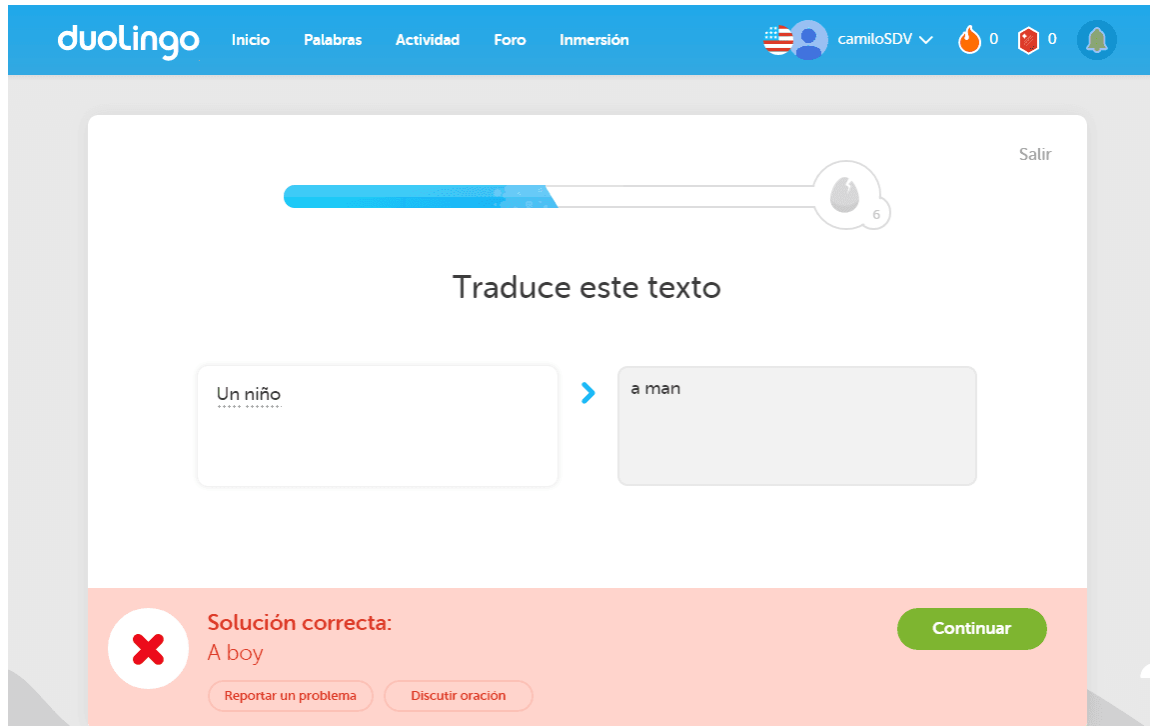 duolingo Inicio Palabras Actividad Foro Inmersión camiloSDV 0 0
Salir
6
Traduce este texto
Un niño a man
Solución correcta:
A boy
Continuar
Reportar un problema Discutir oración